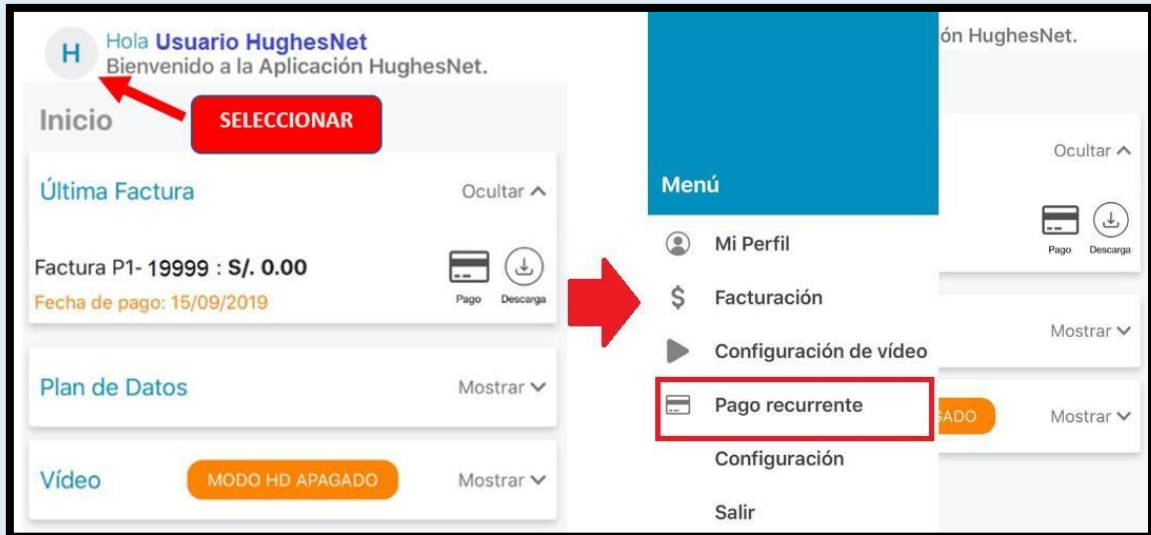 H
Hola Usuario HughesNet
Bienvenido a la Aplicación HughesNet.
SELECCIONAR
Inicio
Última Factura
Ocultar
Factura P1- 19999 : S/. 0.00
Fecha de pago: 15/09/2019
Pago
Descarga
Plan de Datos
Mostrar
Vídeo
MODO HD APAGADO
Mostrar
ón HughesNet.
Ocultar
Menú
Mi Perfil
Pago
Descarga
$ Facturación
Mostrar
Configuración de vídeo
Pago recurrente
GADO
Mostrar
Configuración
Salir